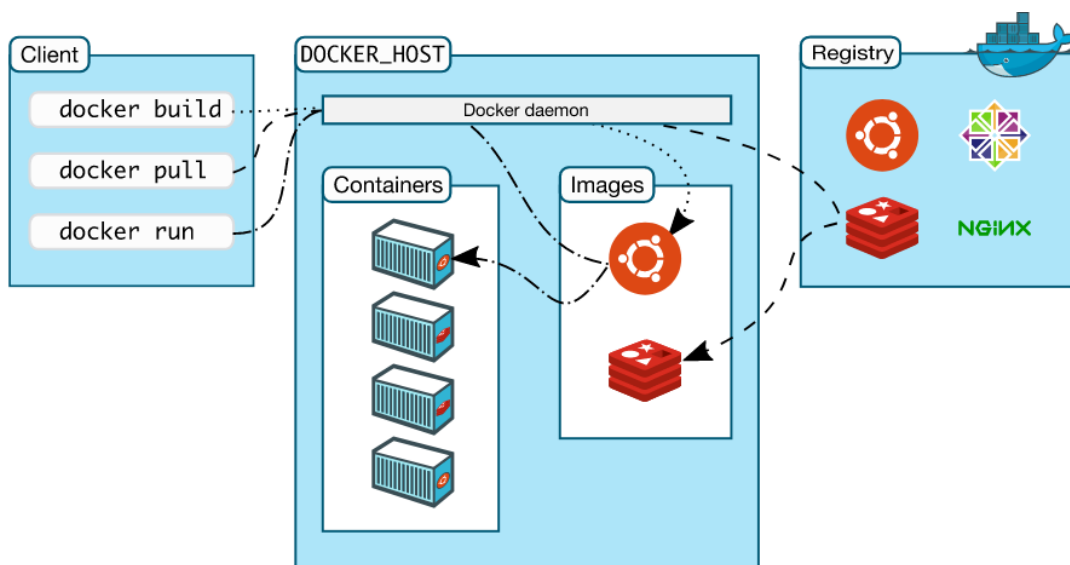 Client
docker build
docker pull
docker run
DOCKER_HOST
Docker daemon
Containers
Images
Registry
NGINX